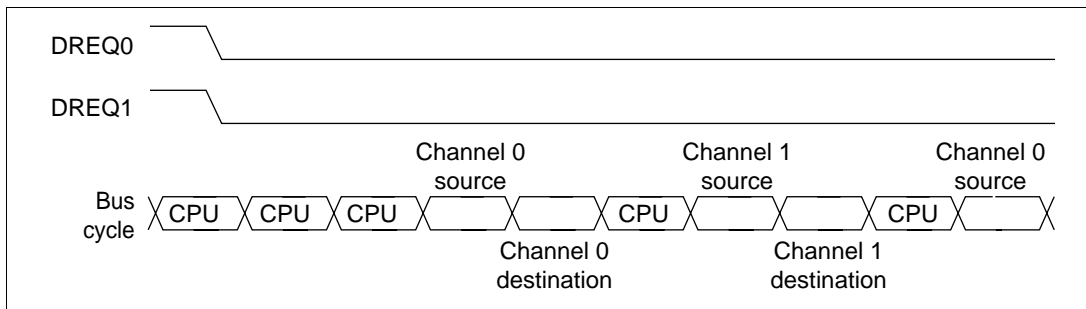 DREQ0
DREQ1
Channel 0 Channel 1 Channel 0
source source source
Bus
cycle
CPU CPU CPU CPU CPU
Channel 0 Channel 1
destination destination